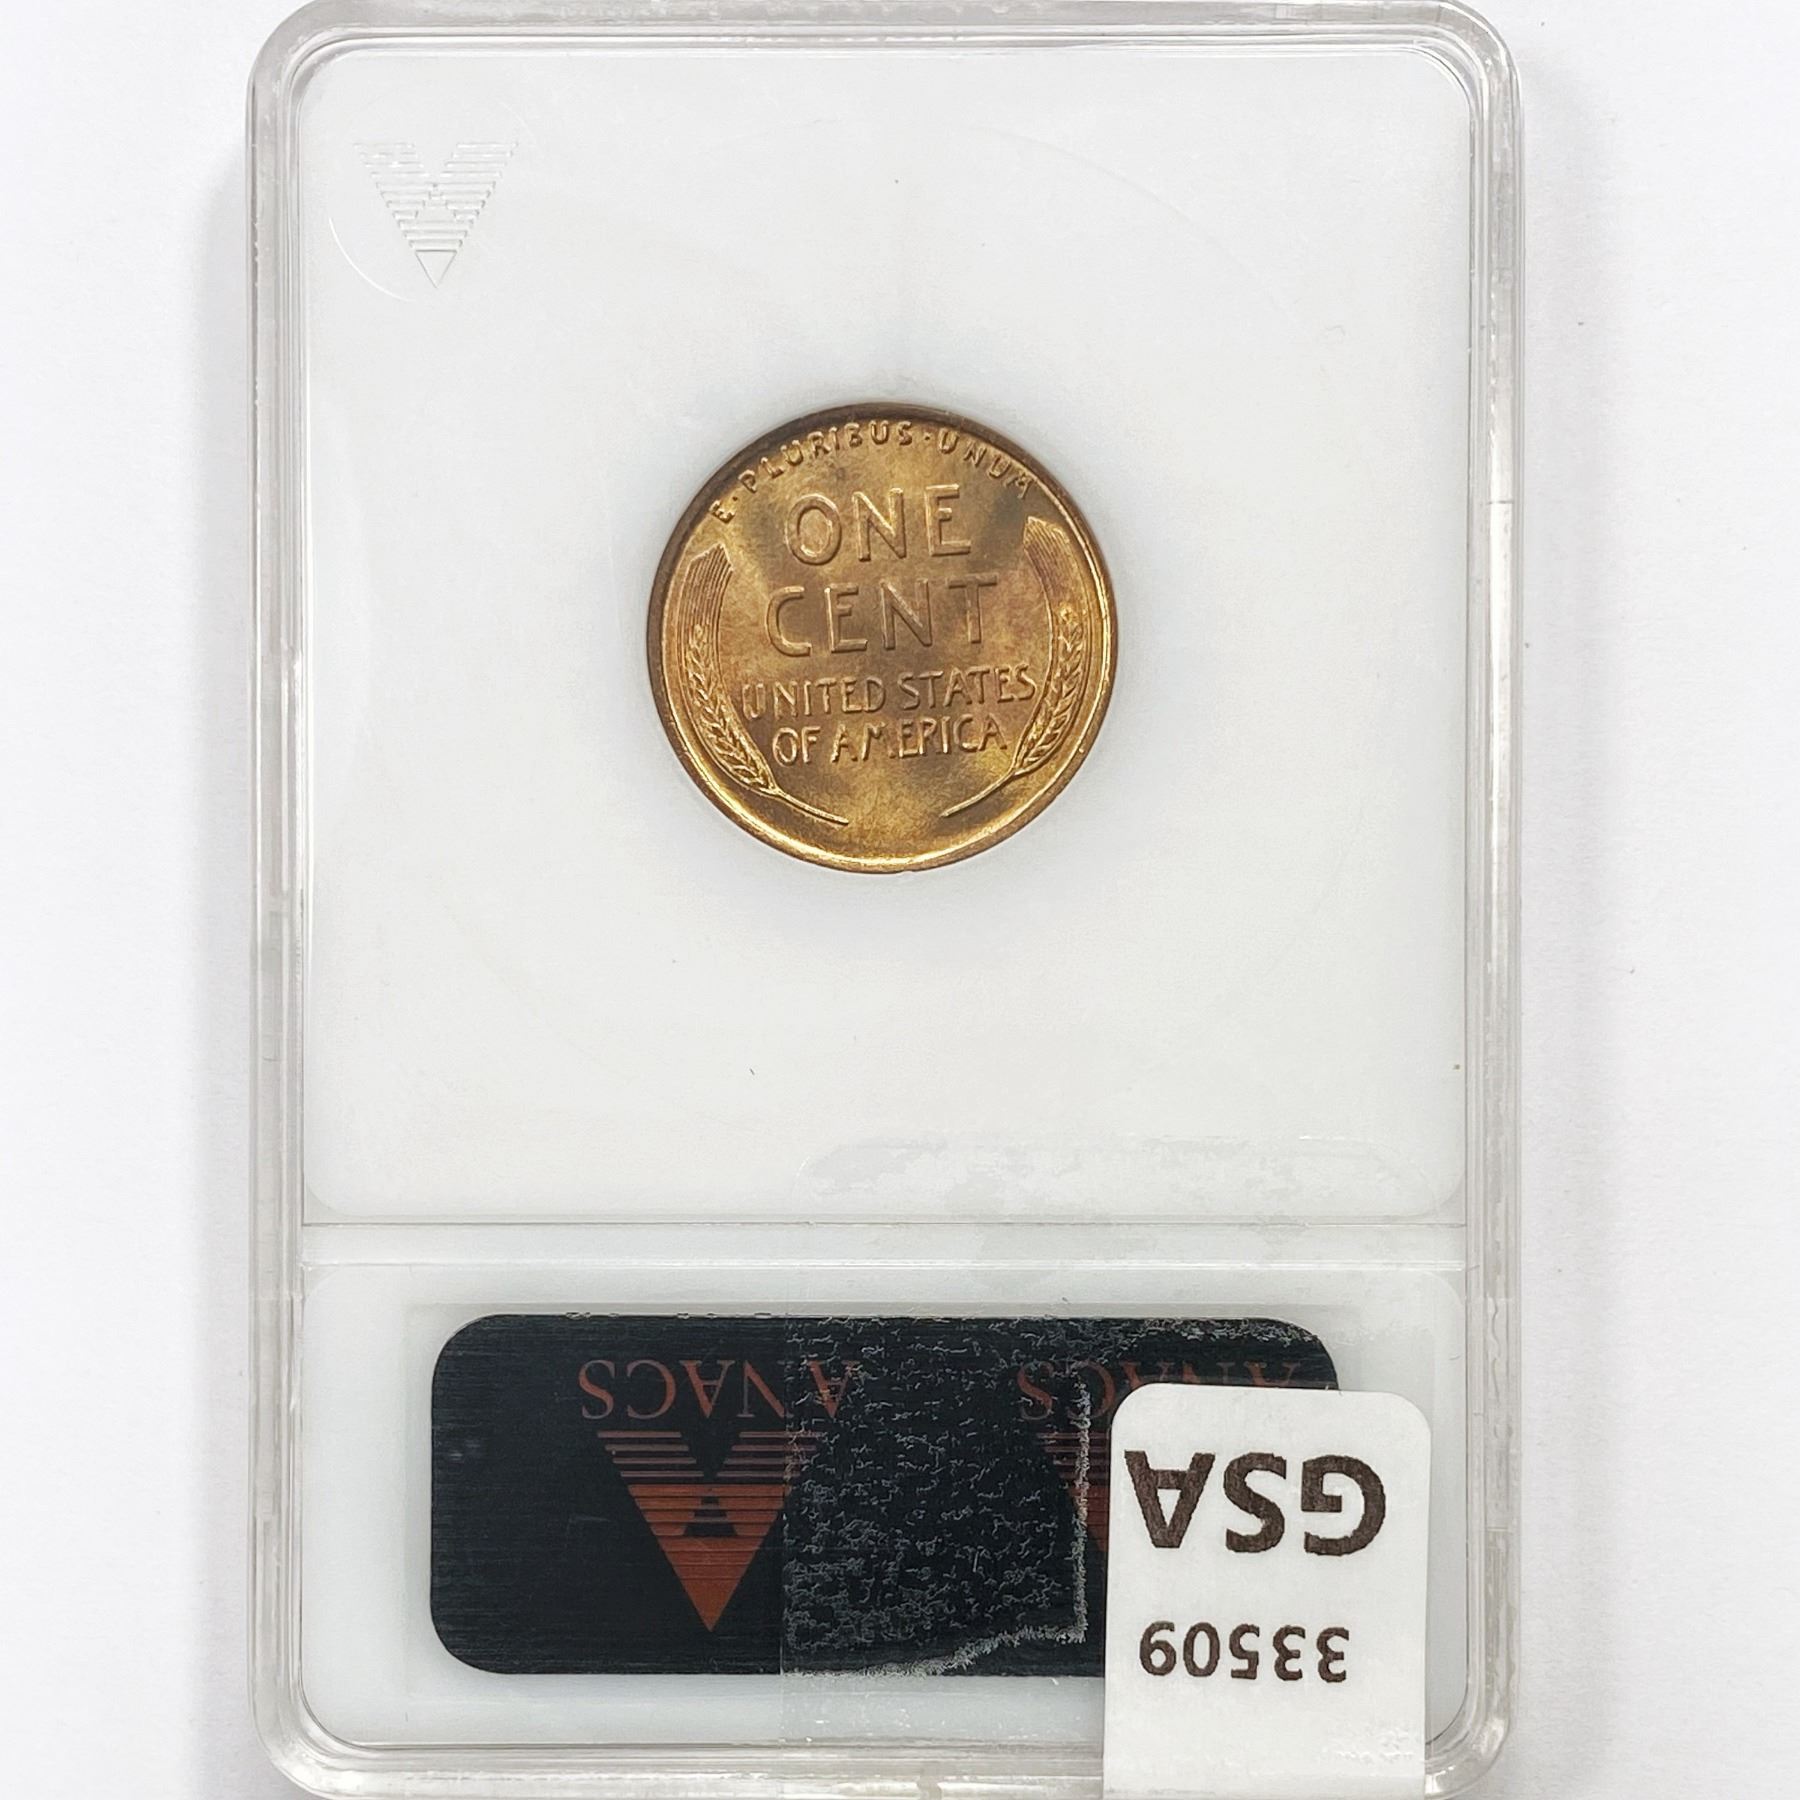 E · PLURIBUS · UNUM
ONE
CENT
UNITED STATES
OF AMERICA
ANACS
ANACS
GSA
33509